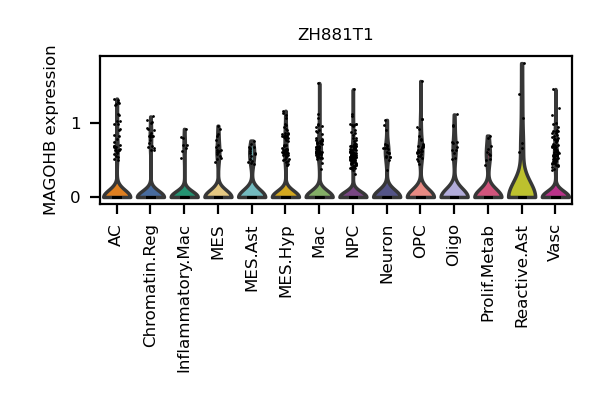 ZH881T1
MAGOHB expression
1
0
AC
Chromatin.Reg
Inflammatory.Mac
MES
MES.Ast
MES.Hyp
Mac
NPC
Neuron
OPC
Oligo
Prolif.Metab
Reactive.Ast
Vasc